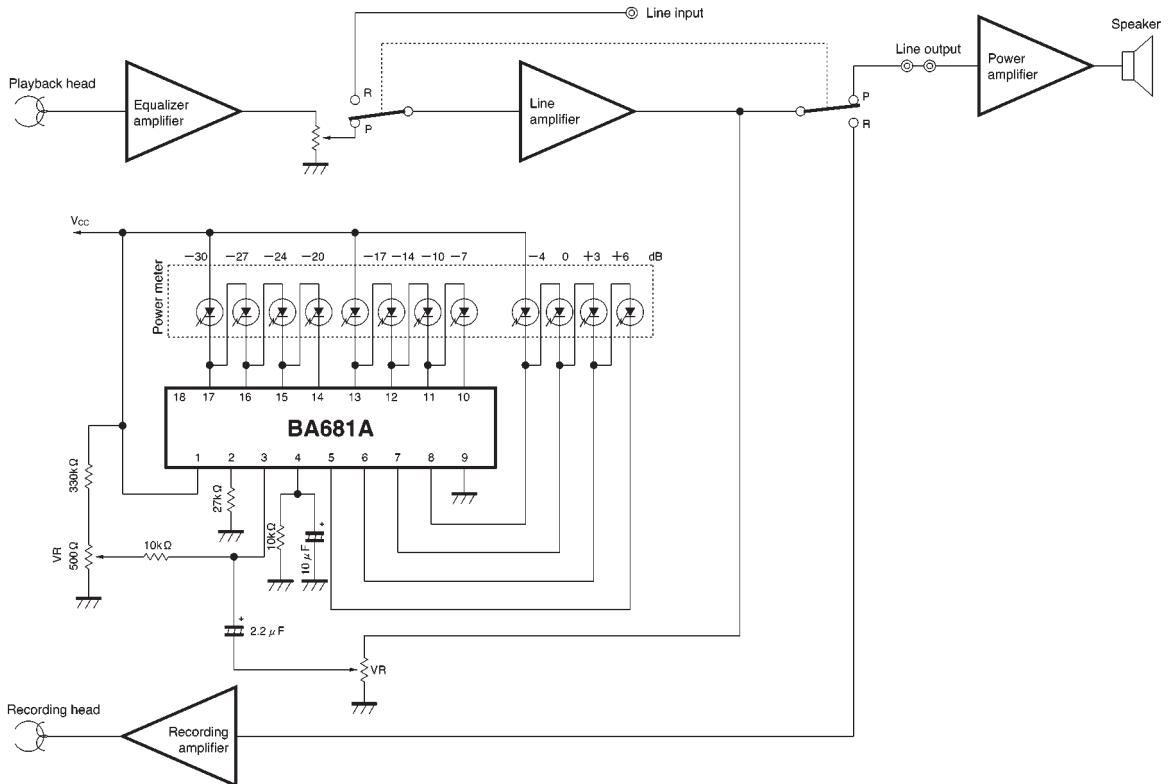 Line input
Speaker
Line output
Playback head
Equalizer
amplifier
R
P
Line
amplifier
P
R
Power
amplifier
VCC
−30 −27 −24 −20 −17 −14 −10 −7 −4 0 +3 +6 dB
Power meter
18 17 16 15 14 13 12 11 10
BA681A
1 2 3 4 5 6 7 8 9
330kΩ
27kΩ
10kΩ
10μF
VR
500Ω
10kΩ
2.2μF
VR
Recording head
Recording
amplifier